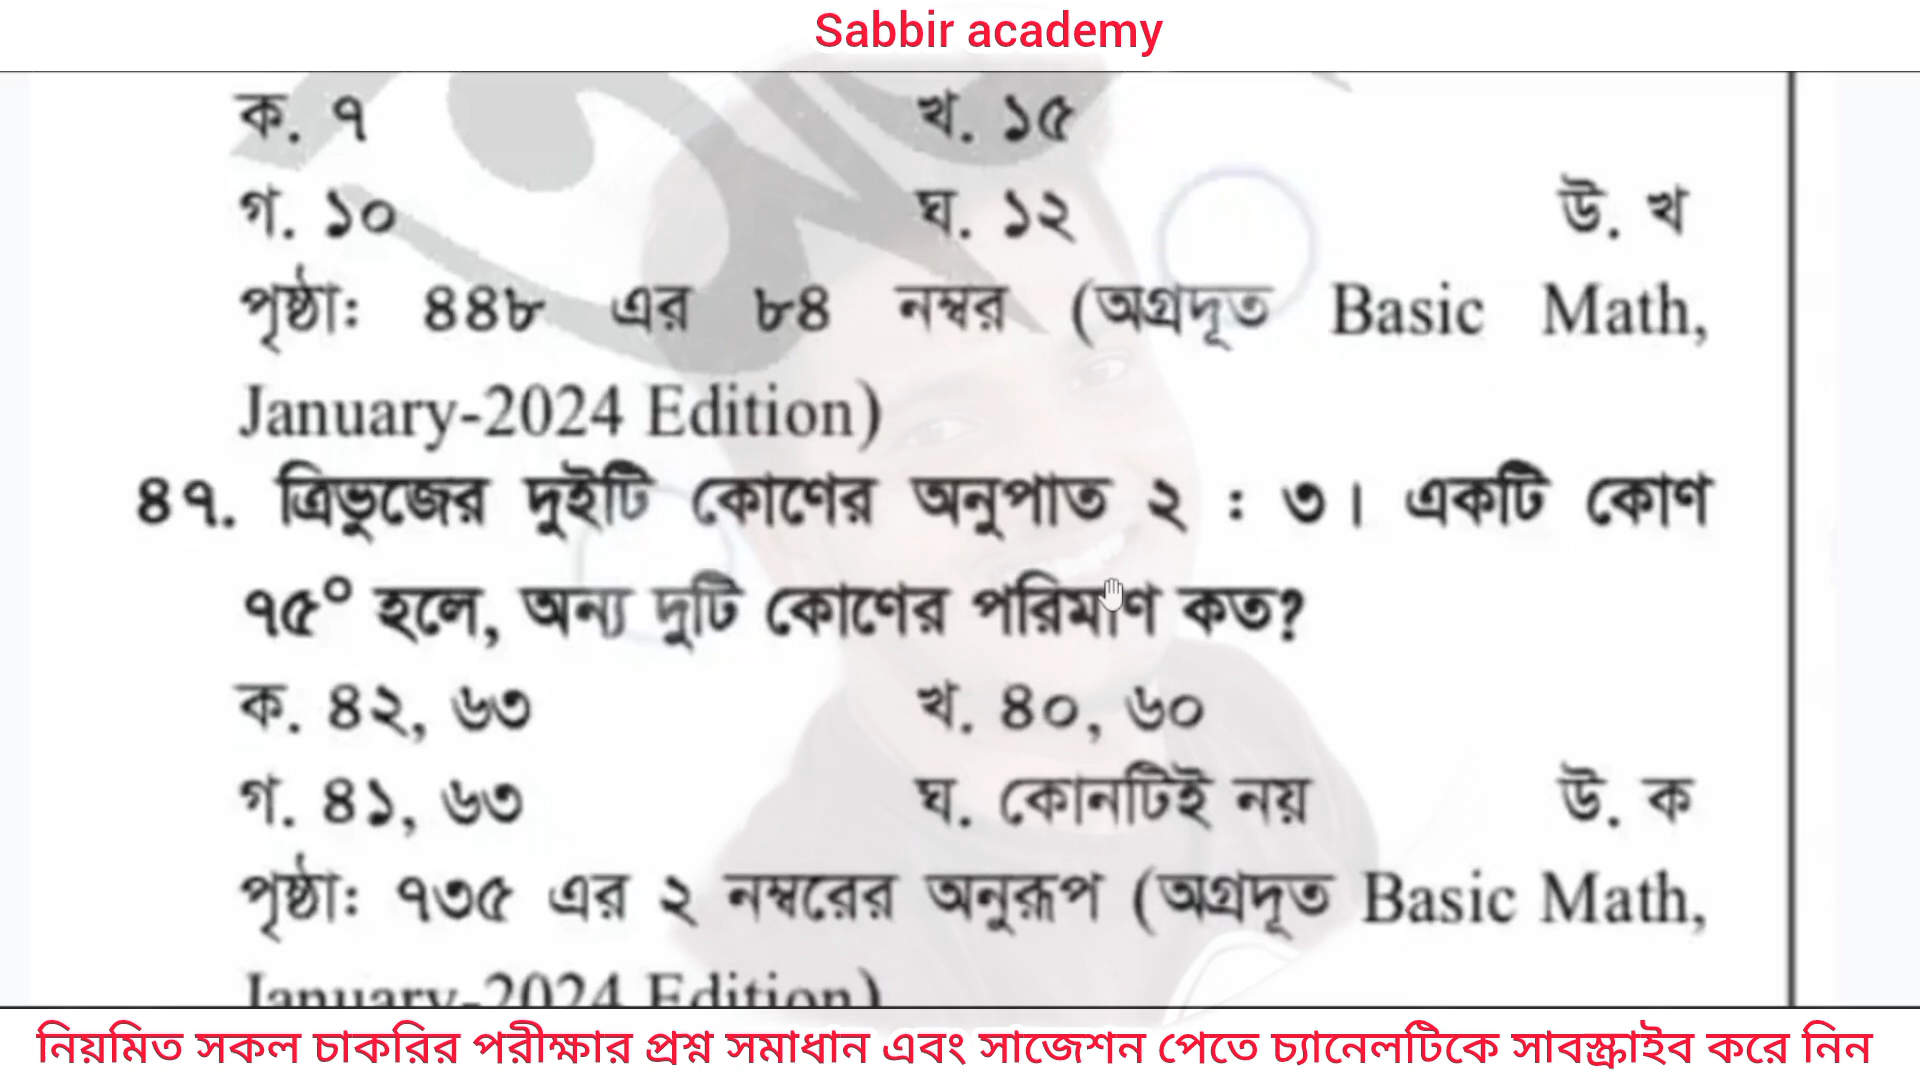 Sabbir academy
ক. ৭ খ. ১৫
গ. ১০ ঘ. ১২ উ. খ
পৃষ্ঠাঃ ৪৪৮ এর ৮৪ নম্বর (অগ্রদূত Basic Math,
January-2024 Edition)
৪৭. ত্রিভুজের দুইটি কোণের অনুপাত ২ : ৩। একটি কোণ
৭৫° হলে, অন্য দুটি কোণের পরিমাণ কত?
ক. ৪২, ৬৩ খ. ৪০, ৬০
গ. ৪১, ৬৩ ঘ. কোনটিই নয় উ. ক
পৃষ্ঠাঃ ৭৩৫ এর ২ নম্বরের অনুরূপ (অগ্রদূত Basic Math,
January-2024 Edition)
নিয়মিত সকল চাকরির পরীক্ষার প্রশ্ন সমাধান এবং সাজেশন পেতে চ্যানেলটিকে সাবস্ক্রাইব করে নিন